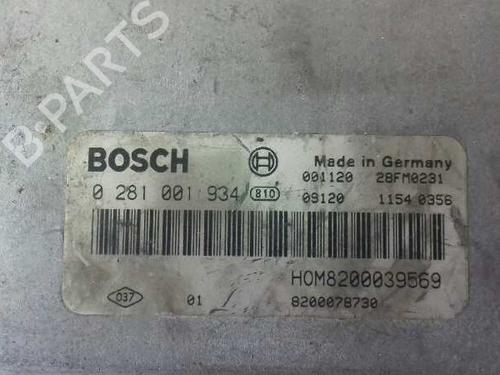 B-PARTS
BOSCH Made in Germany
001120 28FM0231
0 281 001 934 810 09120 1154 0356
HOM8200039569
037 01 8200078730